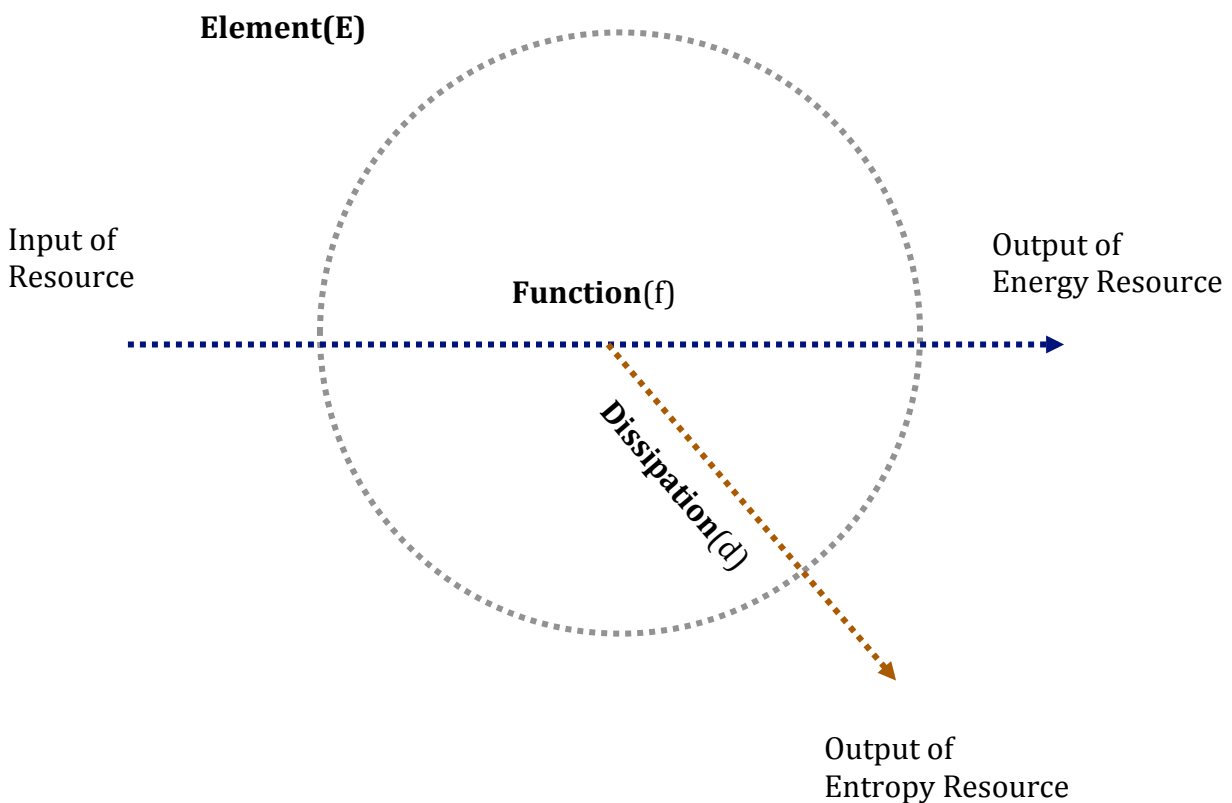 Element(E)
Input of
Resource
Function(f)
Output of
Energy Resource
Dissipation(d)
Output of
Entropy Resource